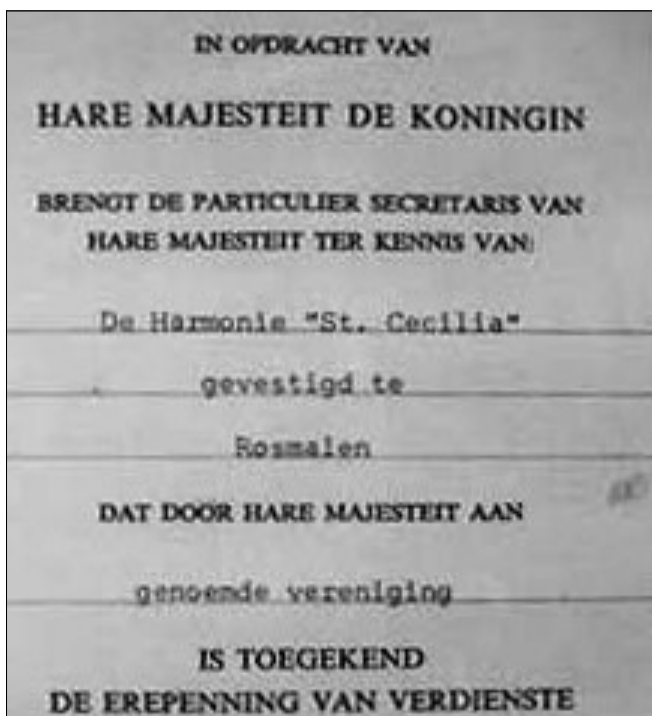 IN OPDRACHT VAN
HARE MAJESTEIT DE KONINGIN
BRENGT DE PARTICULIER SECRETARIS VAN
HARE MAJESTEIT TER KENNIS VAN:
De Harmonie "St. Cecilia"
gevestigd te
Rosmalen
DAT DOOR HARE MAJESTEIT AAN
genoemde vereniging
IS TOEGEKEND
DE EREPENNING VAN VERDIENSTE